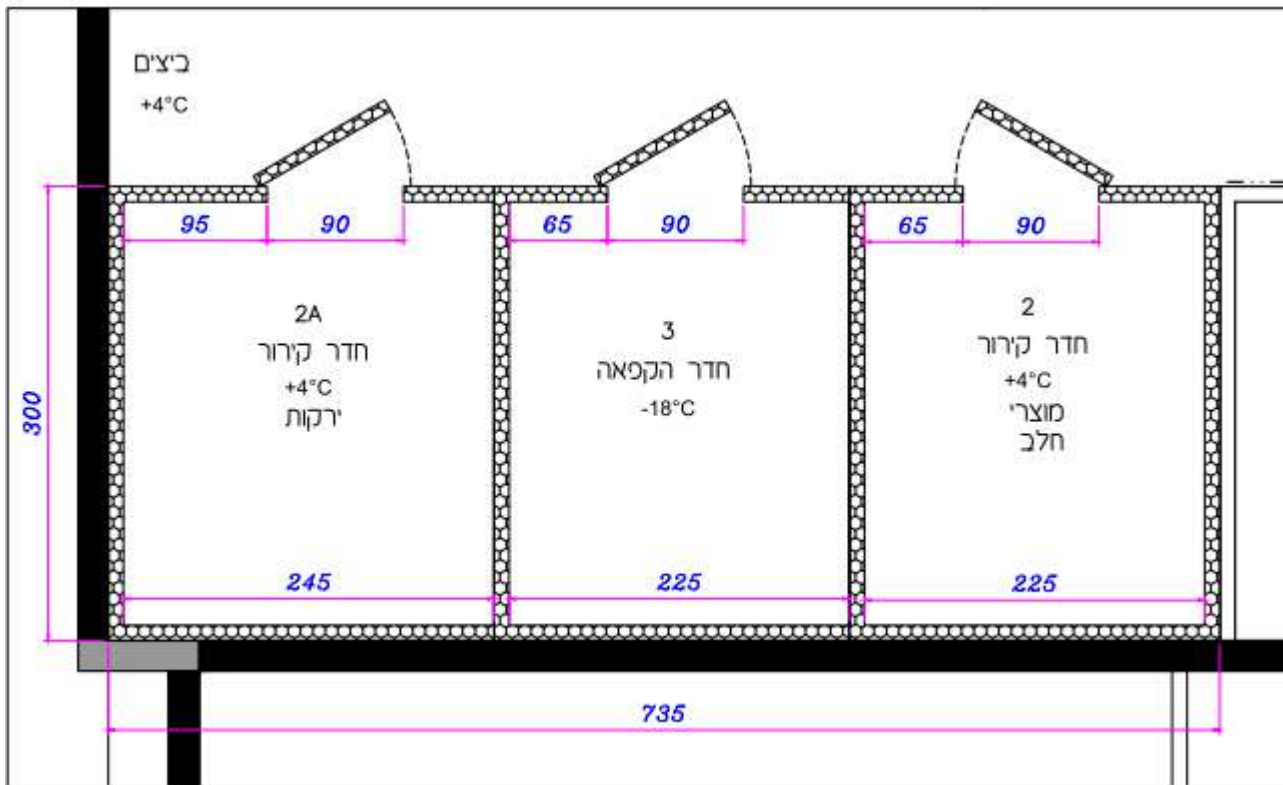 ביצים
+4°C
95
90
65
90
65
90
2A
חדר קירור
+4°C
ירקות
3
חדר הקפאה
-18°C
2
חדר קירור
+4°C
מוצרי
חלב
300
245
225
225
735